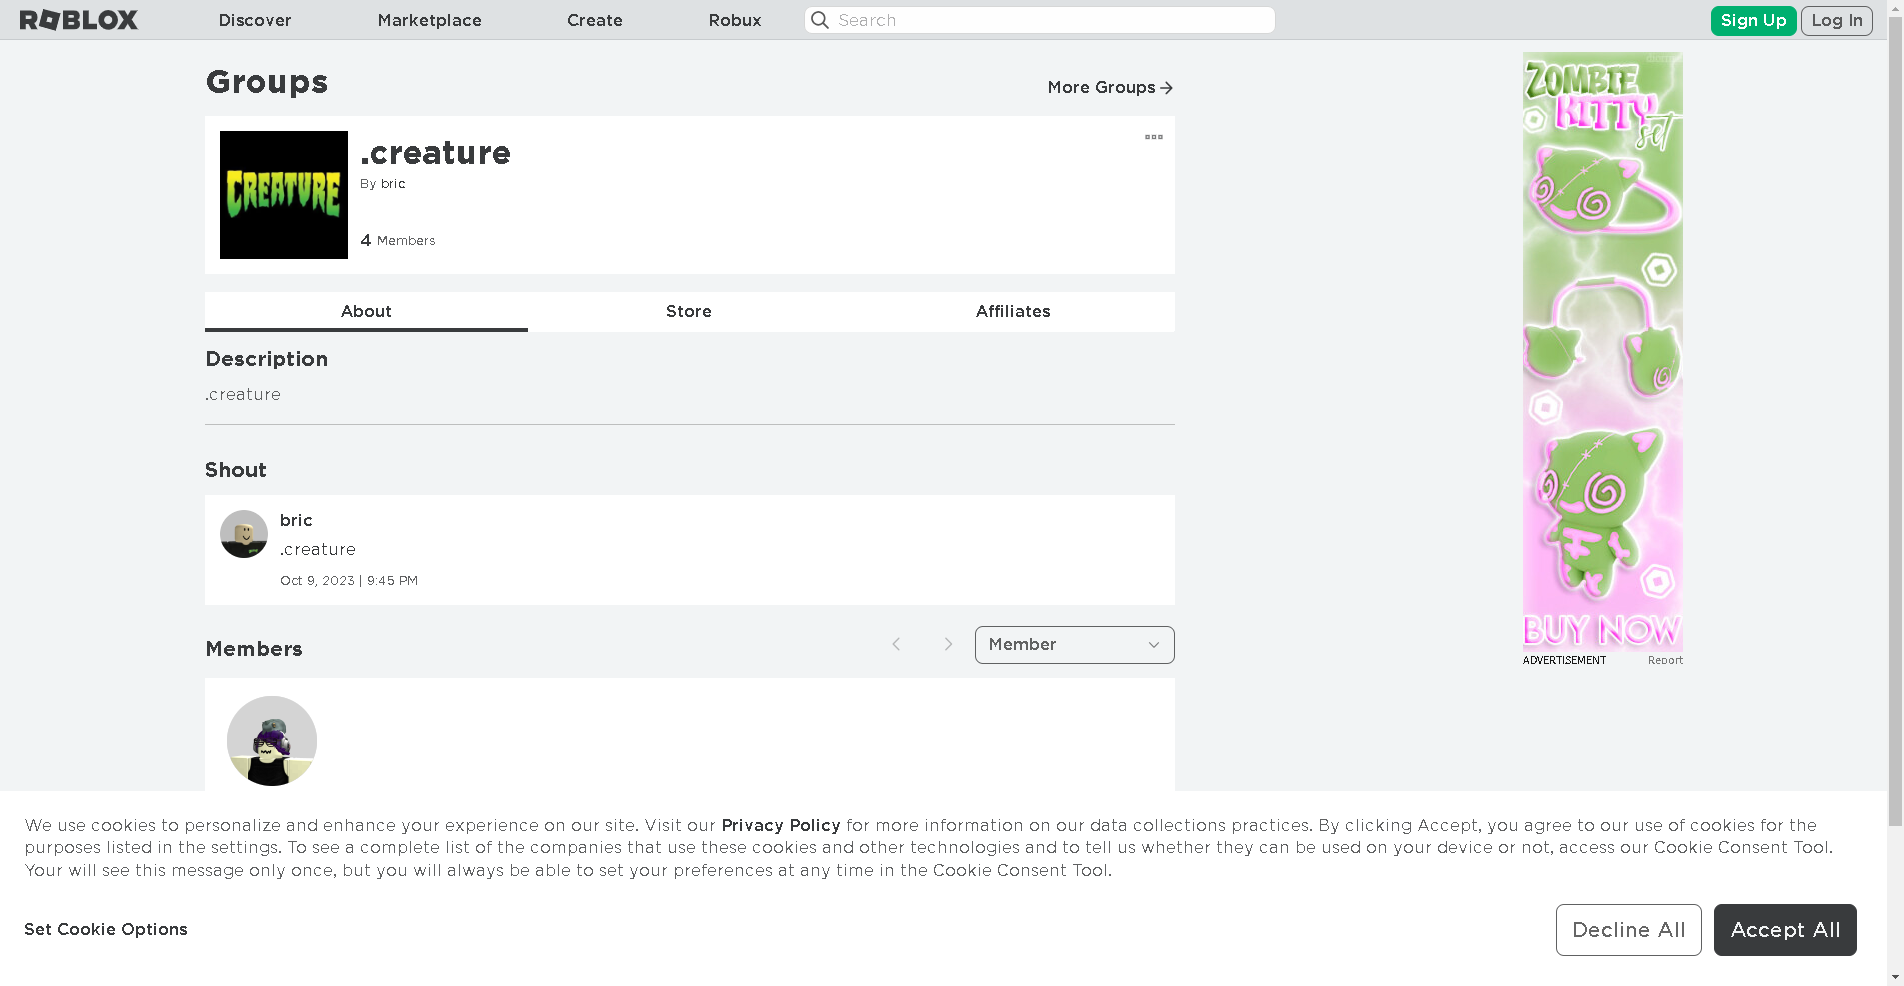 ROBLOX
Discover
Marketplace
Create
Robux
Search
Sign Up
Log In
Groups
More Groups
CREATURE
.creature
By bric
4 Members
About
Store
Affiliates
Description
.creature
Shout
bric
.creature
Oct 9, 2023 | 9:45 PM
Members
Member
ZOMBIE
KITTY
set
BUY NOW
ADVERTISEMENT
Report
We use cookies to personalize and enhance your experience on our site. Visit our Privacy Policy for more information on our data collections practices. By clicking Accept, you agree to our use of cookies for the
purposes listed in the settings. To see a complete list of the companies that use these cookies and other technologies and to tell us whether they can be used on your device or not, access our Cookie Consent Tool.
Your will see this message only once, but you will always be able to set your preferences at any time in the Cookie Consent Tool.
Set Cookie Options
Decline All
Accept All